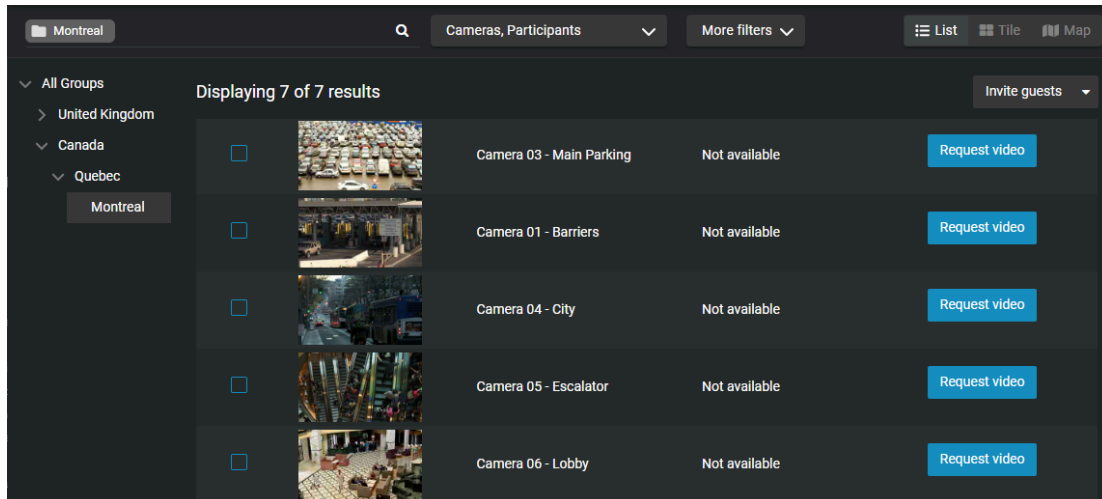 Montreal
Cameras, Participants
More filters
List
Tile
Map
All Groups
United Kingdom
Canada
Quebec
Montreal
Displaying 7 of 7 results
Invite guests
Camera 03 - Main Parking Not available Request video
Camera 01 - Barriers Not available Request video
Camera 04 - City Not available Request video
Camera 05 - Escalator Not available Request video
Camera 06 - Lobby Not available Request video